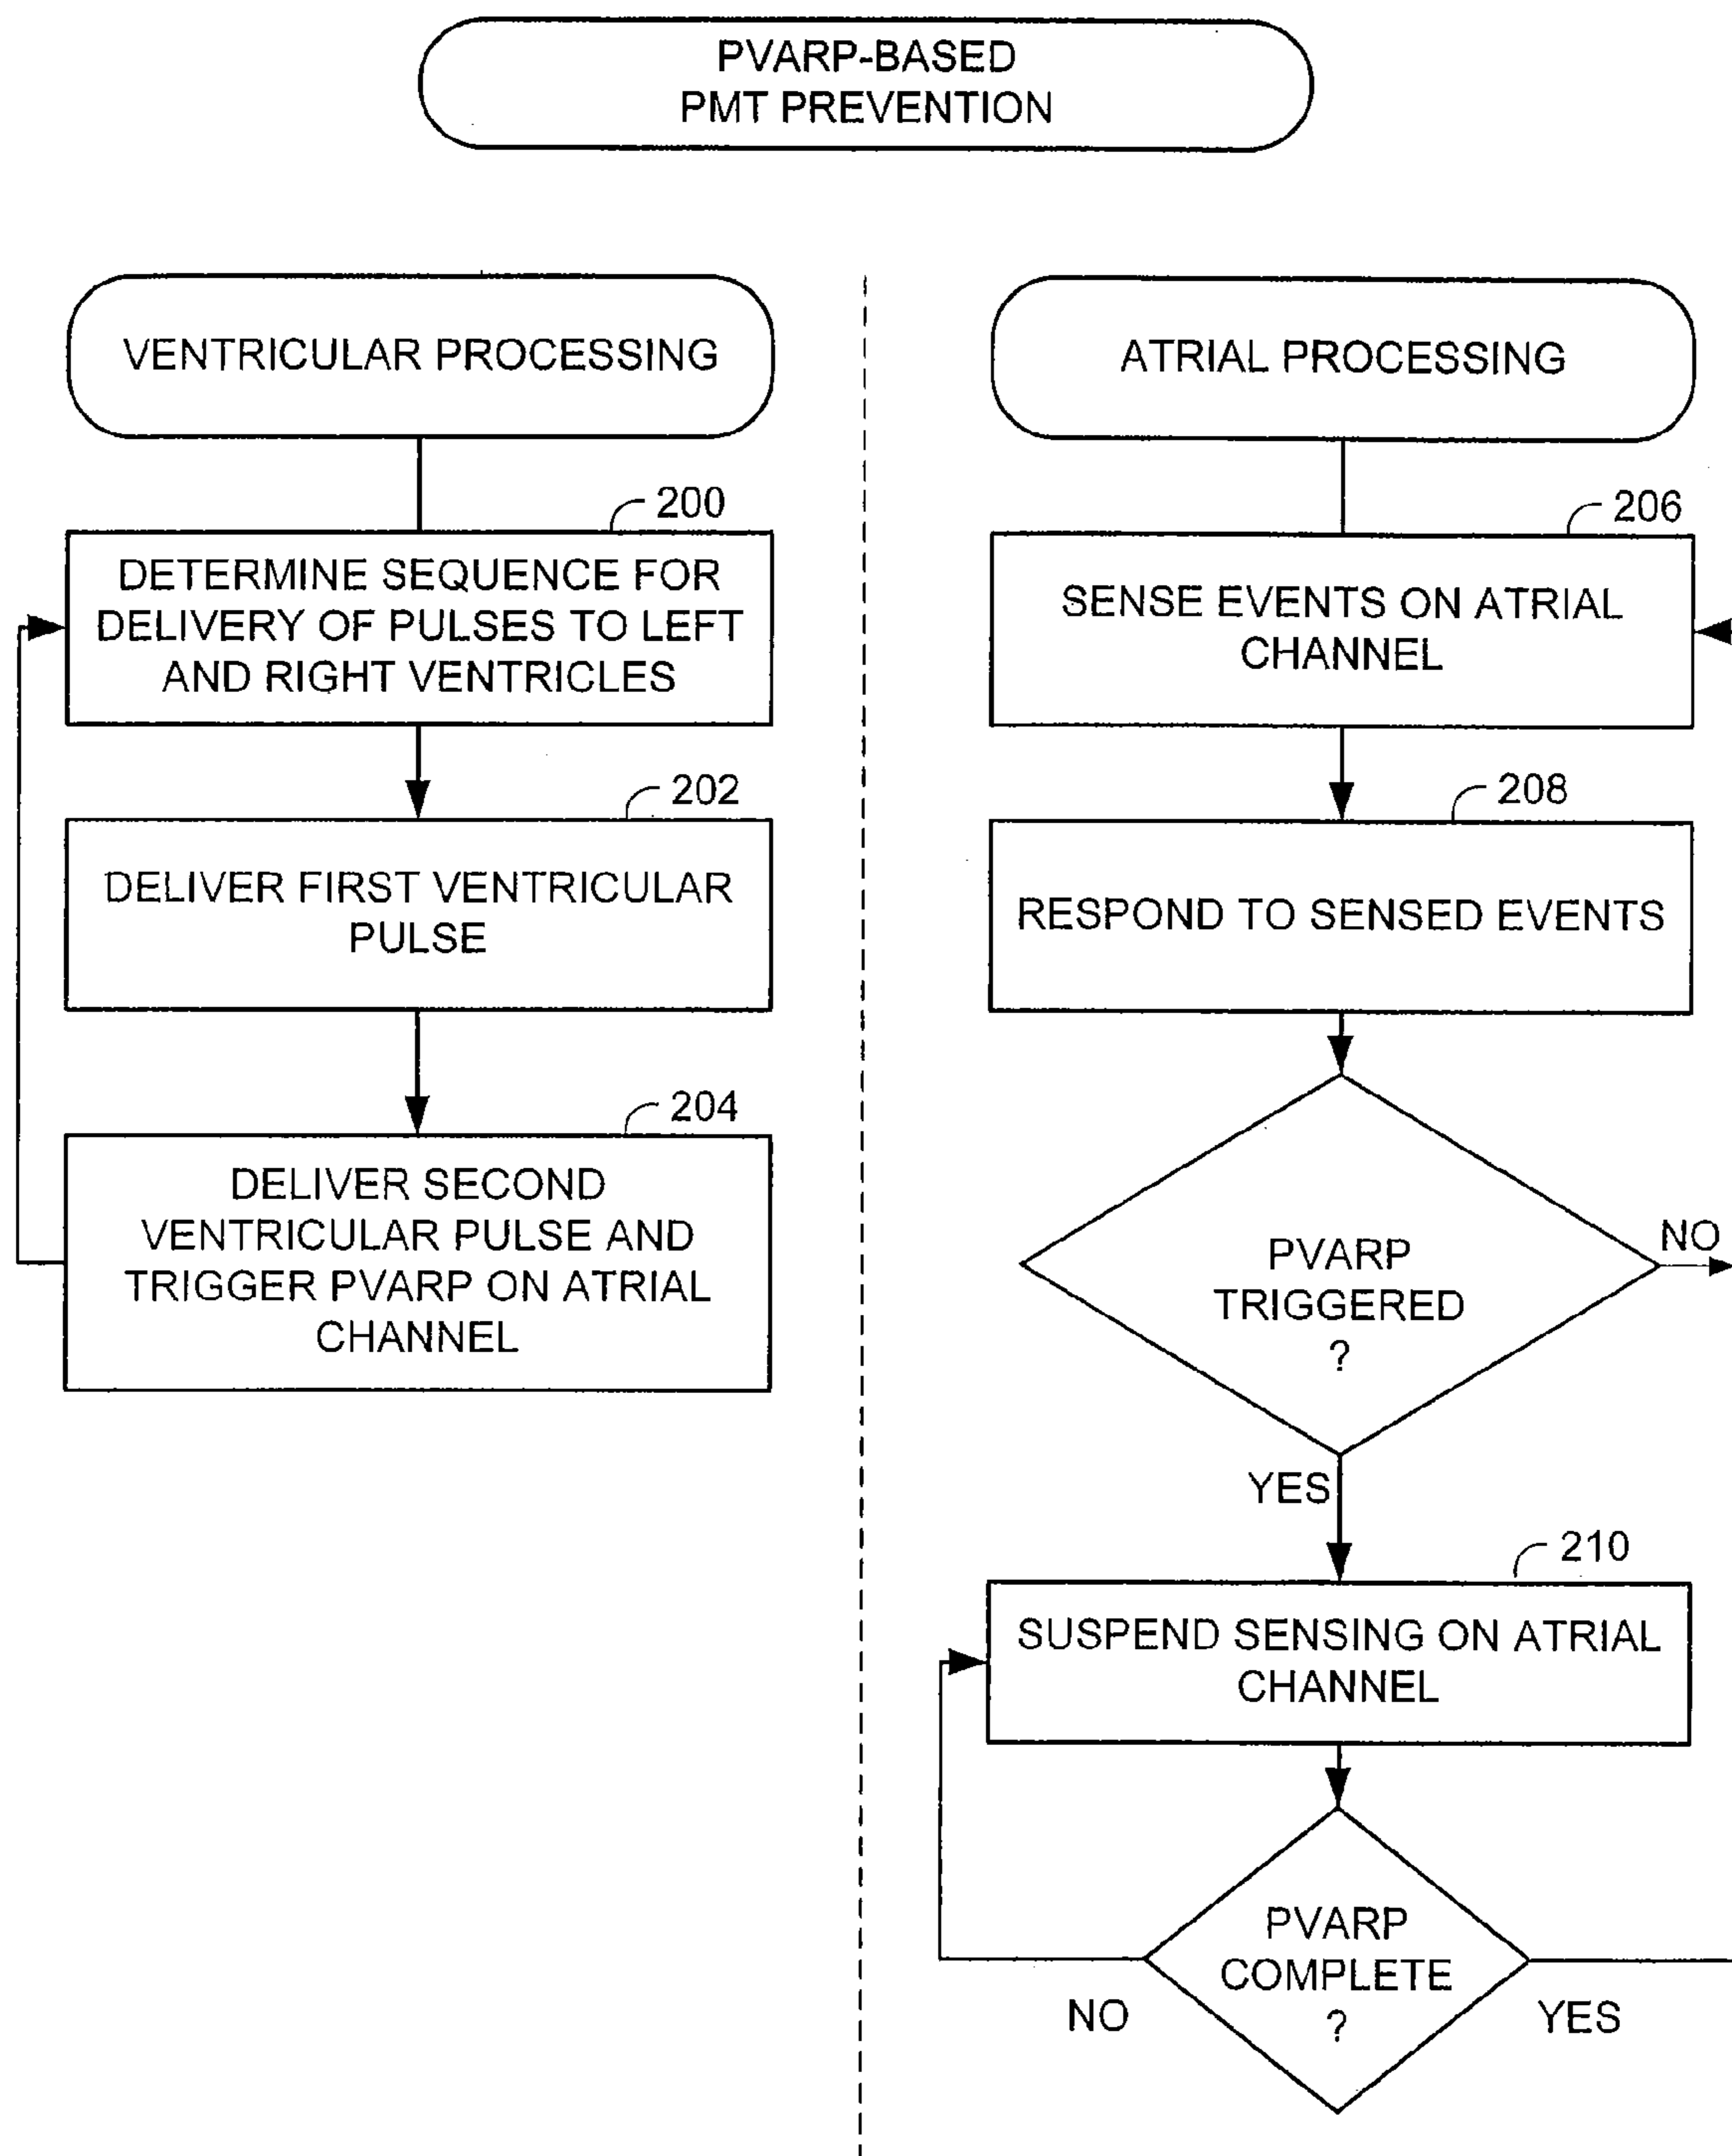 PVARP-BASED
PMT PREVENTION
VENTRICULAR PROCESSING
200
DETERMINE SEQUENCE FOR
DELIVERY OF PULSES TO LEFT
AND RIGHT VENTRICLES
202
DELIVER FIRST VENTRICULAR
PULSE
204
DELIVER SECOND
VENTRICULAR PULSE AND
TRIGGER PVARP ON ATRIAL
CHANNEL
ATRIAL PROCESSING
206
SENSE EVENTS ON ATRIAL
CHANNEL
208
RESPOND TO SENSED EVENTS
PVARP
TRIGGERED
?
NO
YES
210
SUSPEND SENSING ON ATRIAL
CHANNEL
PVARP
COMPLETE
?
NO
YES